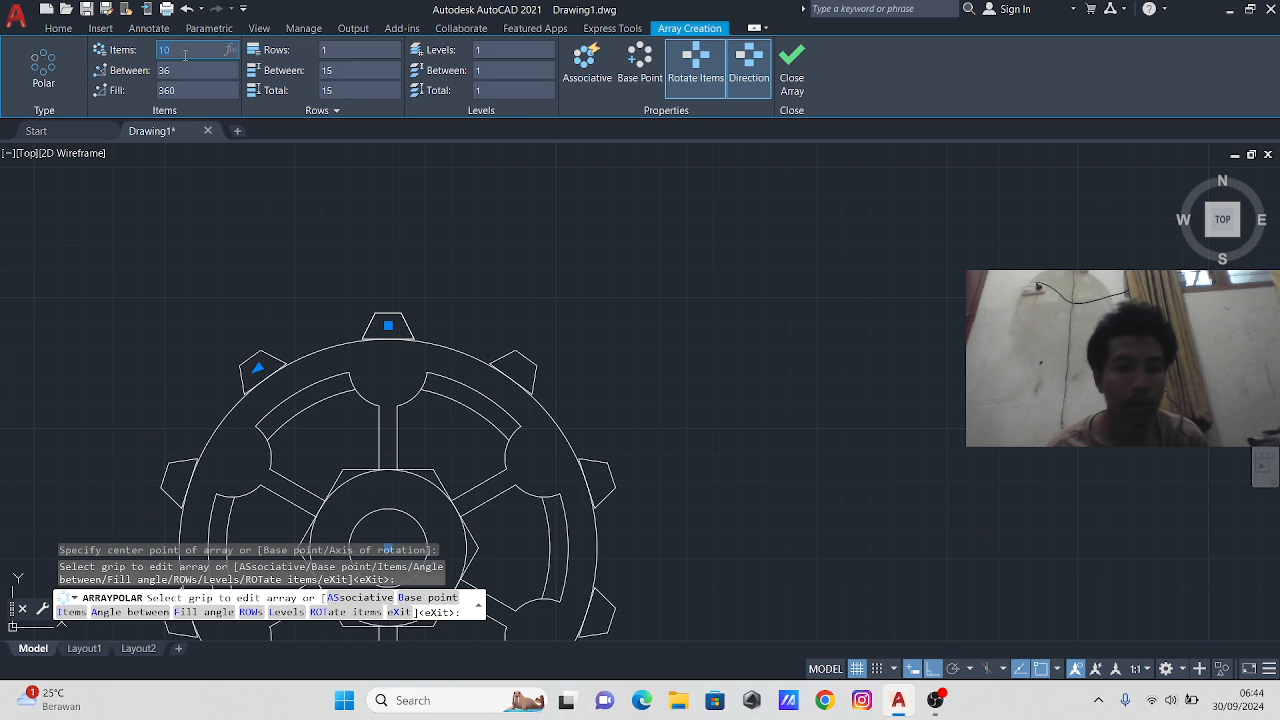 Autodesk AutoCAD 2021 Drawing1.dwg
Type a keyword or phrase
Sign In
Home Insert Annotate Parametric View Manage Output Add-ins Collaborate Express Tools Featured Apps Array Creation
Items: 10
Between: 36
Fill: 360
Rows: 1
Between: 15
Total: 15
Levels: 1
Between: 1
Total: 1
Polar
Associative Base Point Rotate Items Direction
Close
Array
Type Items Rows Levels Properties Close
Start Drawing1*
[−][Top][2D Wireframe]
N
W TOP E
S
Specify center point of array or [Base point/Axis of rotation]:
Select grip to edit array or [ASsociative/Base point/Items/Angle
between/Fill angle/ROWs/Levels/ROTate items/eXit]<eXit>:
ARRAYPOLAR Select grip to edit array or [ASsociative Base point
Items Angle between Fill angle ROWs Levels ROTate items eXit]<eXit>:
Y
X
Model Layout1 Layout2
MODEL 1:1
1
25°C
Berawan
Search
06:44
30/09/2024